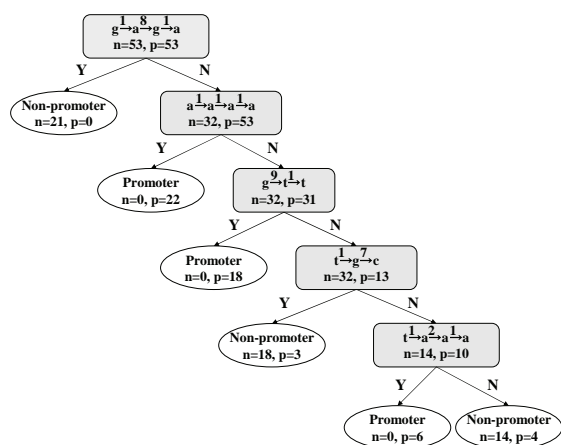 g 1→ a 8→ g 1→ a
n=53, p=53
Y
N
Non-promoter
n=21, p=0
a 1→ a 1→ a 1→ a
n=32, p=53
Y
N
Promoter
n=0, p=22
g 9→ t 1→ t
n=32, p=31
Y
N
Promoter
n=0, p=18
t 1→ g 7→ c
n=32, p=13
Y
N
Non-promoter
n=18, p=3
t 1→ a 2→ a 1→ a
n=14, p=10
Y
N
Promoter
n=0, p=6
Non-promoter
n=14, p=4